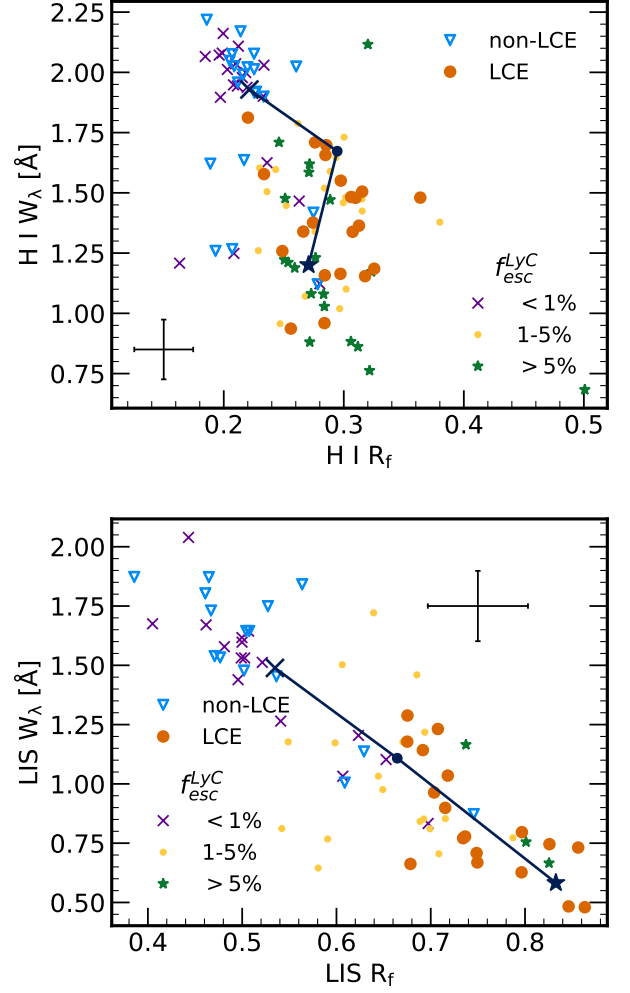 2.25
2.00
1.75
1.50
1.25
1.00
0.75
H I W_λ [Å]
non-LCE
LCE
f_esc^LyC
< 1%
1-5%
> 5%
0.2 0.3 0.4 0.5
H I R_f
2.00
1.75
1.50
1.25
1.00
0.75
0.50
LIS W_λ [Å]
non-LCE
LCE
f_esc^LyC
< 1%
1-5%
> 5%
0.4 0.5 0.6 0.7 0.8
LIS R_f